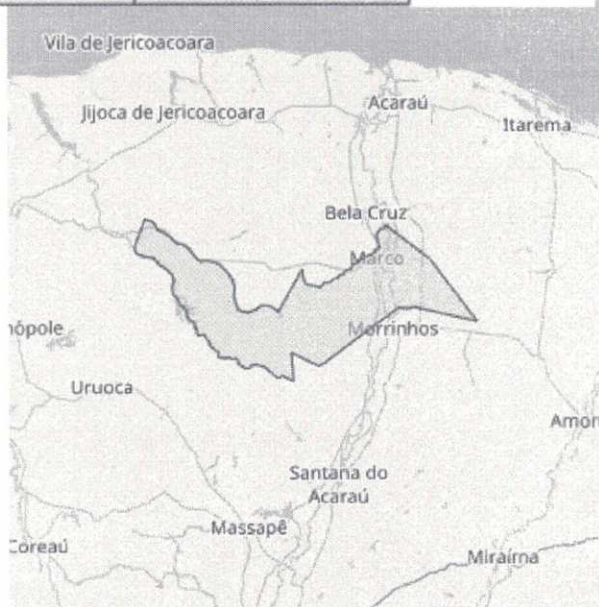 Vila de Jericoacoara
Jijoca de Jericoacoara
Acaraú
Itarema
Bela Cruz
Marco
Morrinhos
nópole
Uruoca
Amon
Santana do
Acaraú
Massapê
Coreaú
Miraíma